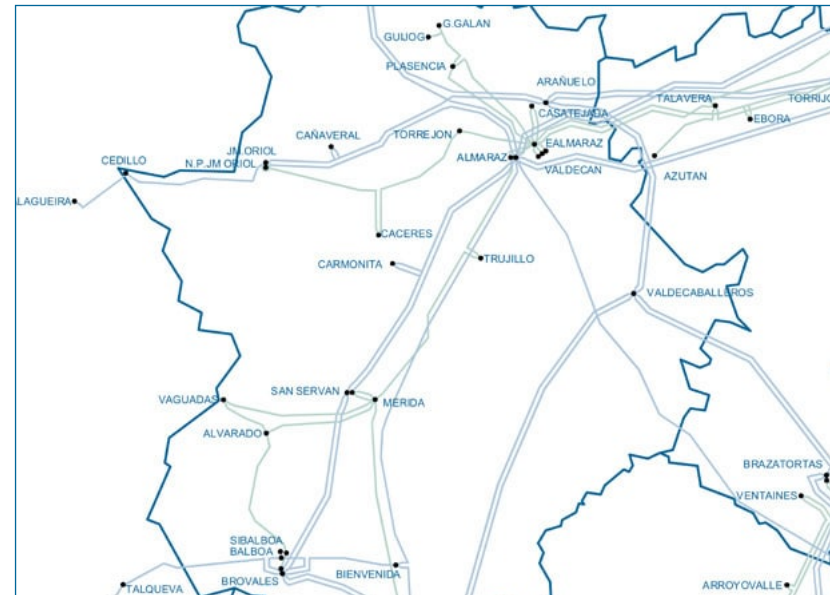 G.GALAN
GUIJOG
PLASENCIA
ARAÑUELO
CASATEJADA
TALAVERA
TORRIJO
EBORA
TORREJON
CAÑAVERAL
JM.ORIOL
N.P.JM ORIOL
CEDILLO
ALMARAZ
EALMARAZ
VALDECAN
AZUTAN
LAGUEIRA
CACERES
CARMONITA
TRUJILLO
VALDECABALLEROS
SAN SERVAN
VAGUADAS
MERIDA
ALVARADO
BRAZATORTAS
VENTAINES
SIBALBOA
BALBOA
BROVALES
BIENVENIDA
TALQUEVA
ARROYOVALLE